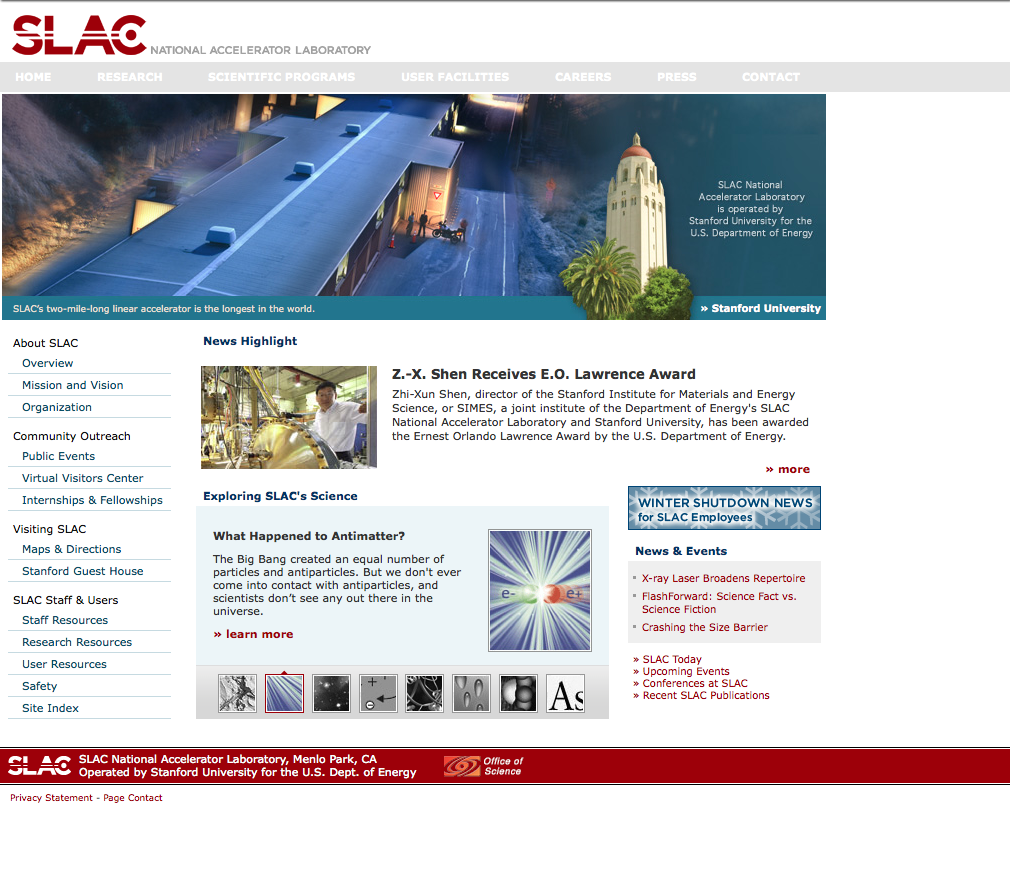 SLAC NATIONAL ACCELERATOR LABORATORY
HOME RESEARCH SCIENTIFIC PROGRAMS USER FACILITIES CAREERS PRESS CONTACT
SLAC National
Accelerator Laboratory
is operated by
Stanford University for the
U.S. Department of Energy
SLAC's two-mile-long linear accelerator is the longest in the world.
» Stanford University
About SLAC
Overview
Mission and Vision
Organization
Community Outreach
Public Events
Virtual Visitors Center
Internships & Fellowships
Visiting SLAC
Maps & Directions
Stanford Guest House
SLAC Staff & Users
Staff Resources
Research Resources
User Resources
Safety
Site Index
News Highlight
Z.-X. Shen Receives E.O. Lawrence Award
Zhi-Xun Shen, director of the Stanford Institute for Materials and Energy
Science, or SIMES, a joint institute of the Department of Energy's SLAC
National Accelerator Laboratory and Stanford University, has been awarded
the Ernest Orlando Lawrence Award by the U.S. Department of Energy.
» more
Exploring SLAC's Science
What Happened to Antimatter?
The Big Bang created an equal number of
particles and antiparticles. But we don't ever
come into contact with antiparticles, and
scientists don't see any out there in the
universe.
» learn more
e- e+
As
WINTER SHUTDOWN NEWS
for SLAC Employees
News & Events
X-ray Laser Broadens Repertoire
FlashForward: Science Fact vs.
Science Fiction
Crashing the Size Barrier
» SLAC Today
» Upcoming Events
» Conferences at SLAC
» Recent SLAC Publications
SLAC SLAC National Accelerator Laboratory, Menlo Park, CA
Operated by Stanford University for the U.S. Dept. of Energy
Office of
Science
Privacy Statement - Page Contact